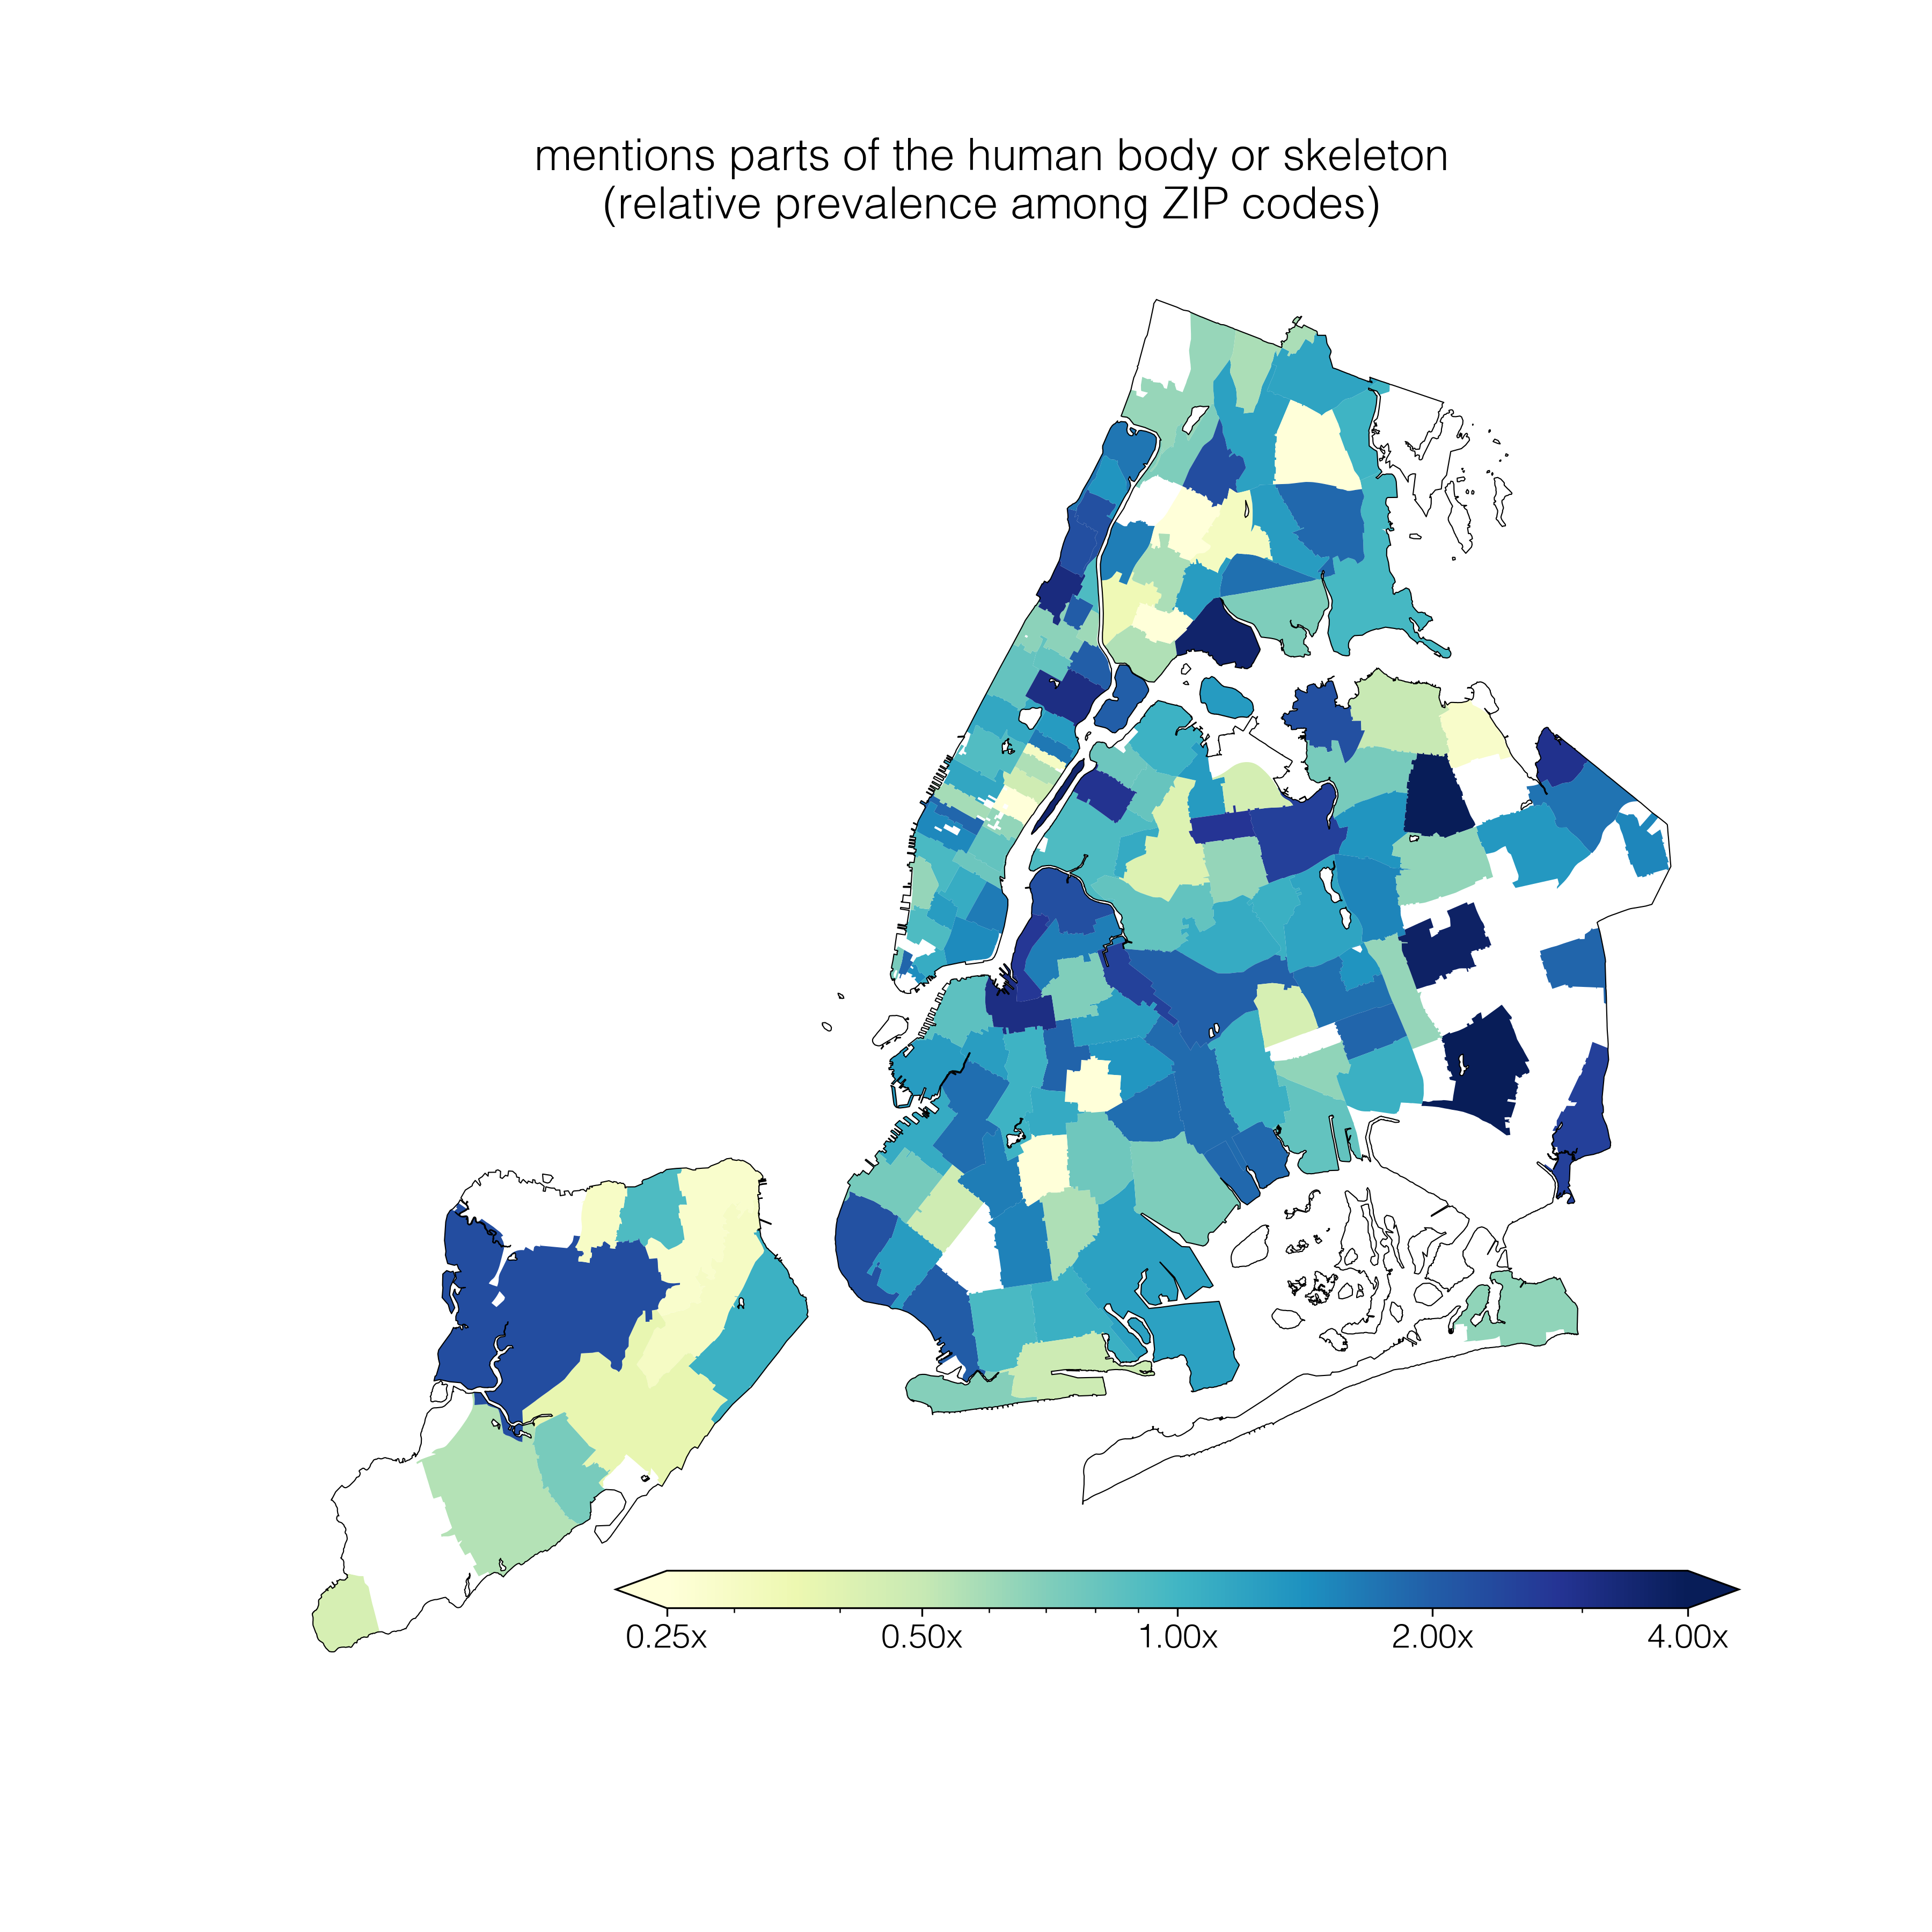 mentions parts of the human body or skeleton
(relative prevalence among ZIP codes)
0.25x 0.50x 1.00x 2.00x 4.00x